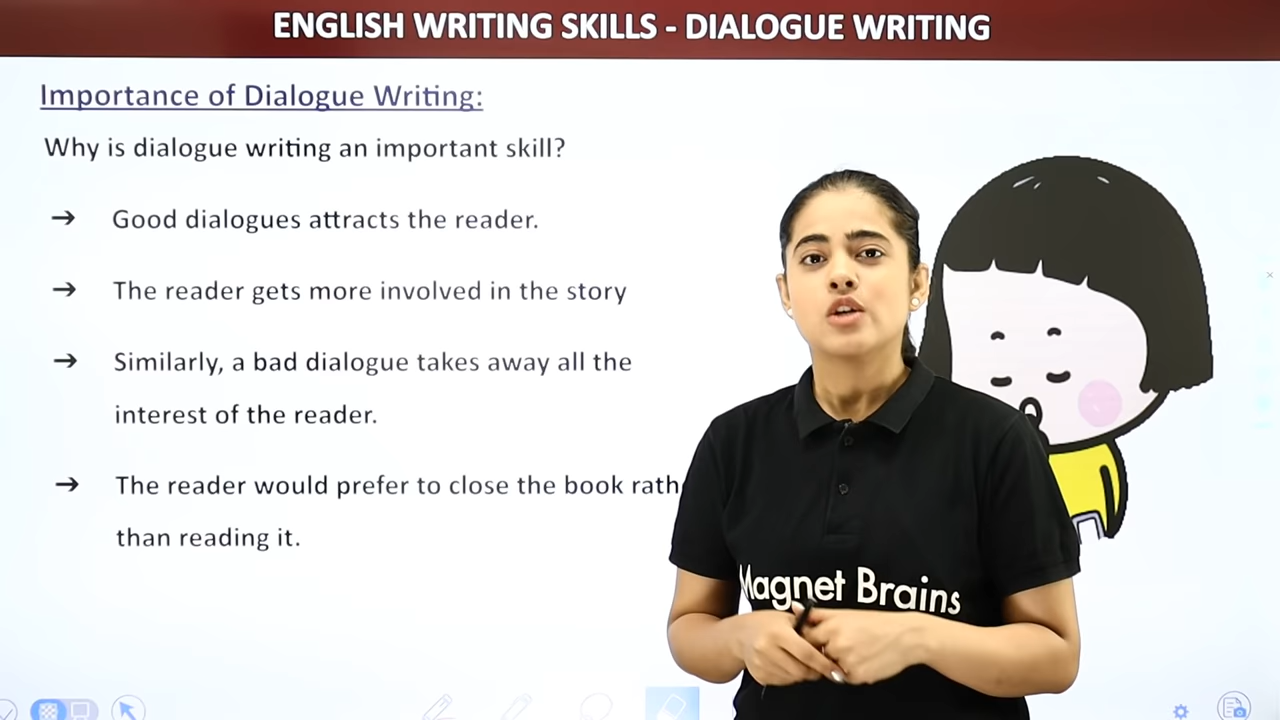 ENGLISH WRITING SKILLS - DIALOGUE WRITING
Importance of Dialogue Writing:
Why is dialogue writing an important skill?
➔ Good dialogues attracts the reader.
➔ The reader gets more involved in the story
➔ Similarly, a bad dialogue takes away all the
interest of the reader.
➔ The reader would prefer to close the book rath
than reading it.
Magnet Brains